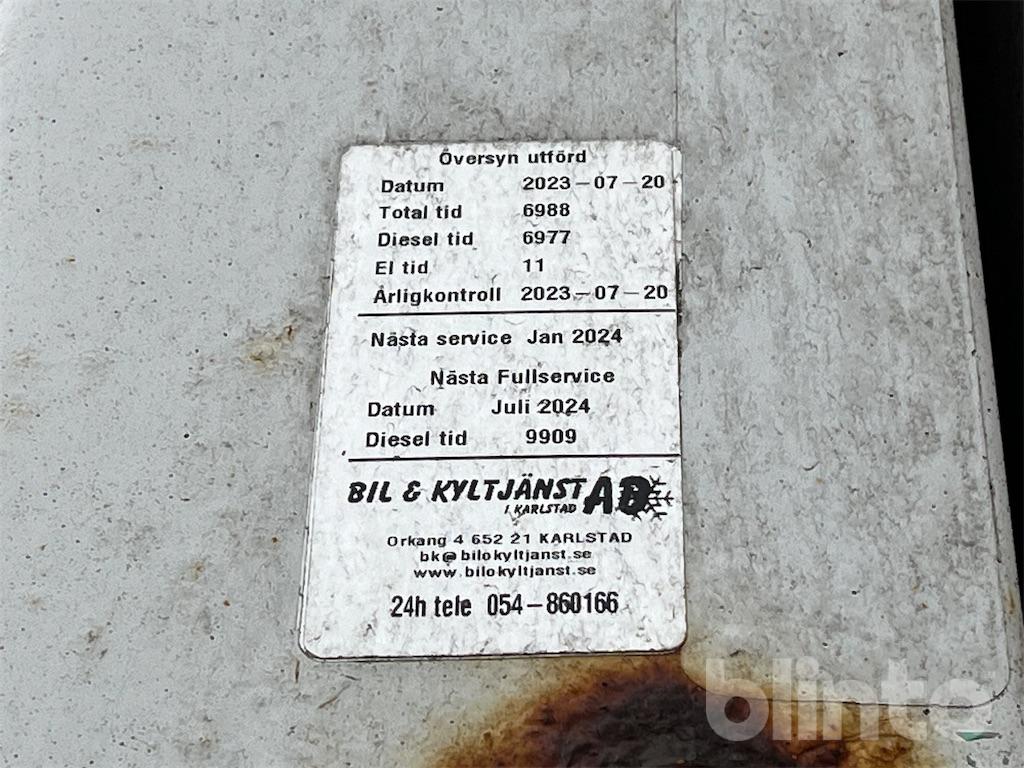 Översyn utförd
Datum 2023-07-20
Total tid 6988
Diesel tid 6977
El tid 11
Årligkontroll 2023-07-20
Nästa service Jan 2024
Nästa Fullservice
Datum Juli 2024
Diesel tid 9909
BIL & KYLTJÄNST AB
I KARLSTAD
Orkang 4 652 21 KARLSTAD
bk@bilokyltjanst.se
www.bilokyltjanst.se
24h tele 054-860166
blinto